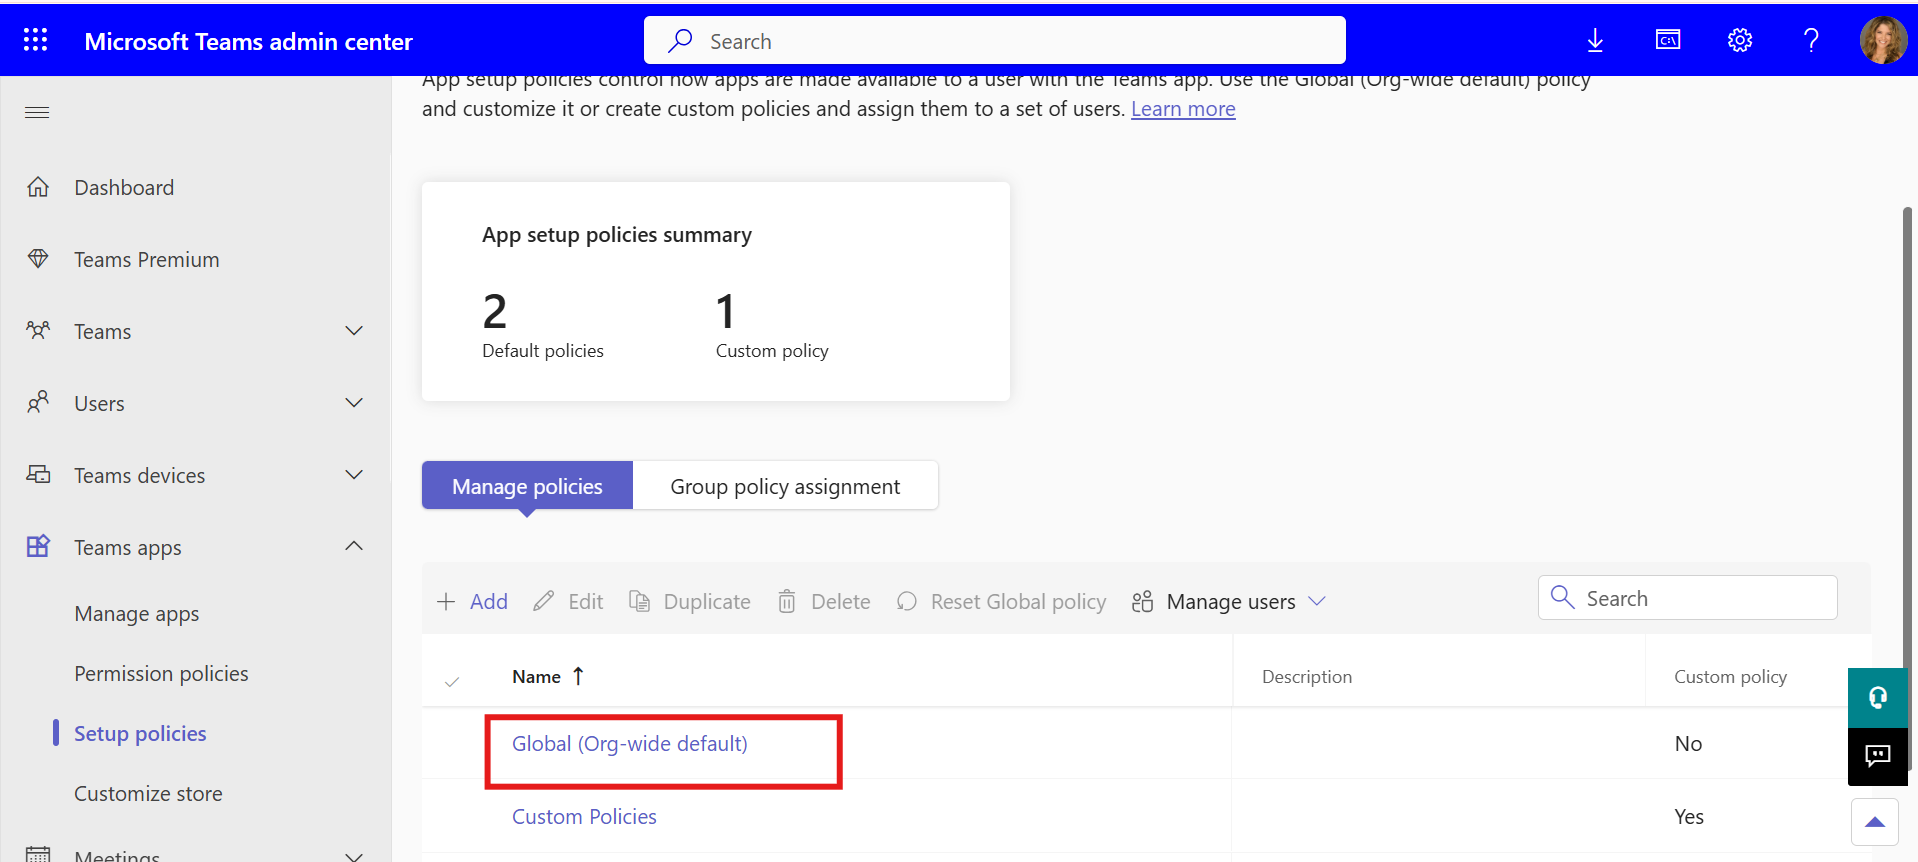 Microsoft Teams admin center
Search
App setup policies control how apps are made available to a user with the Teams app. Use the Global (Org-wide default) policy
and customize it or create custom policies and assign them to a set of users. Learn more
Dashboard
Teams Premium
Teams
Users
Teams devices
Teams apps
Manage apps
Permission policies
Setup policies
Customize store
Meetings
App setup policies summary
2
1
Default policies
Custom policy
Manage policies
Group policy assignment
Add
Edit
Duplicate
Delete
Reset Global policy
Manage users
Search
Name ↑
Description
Custom policy
Global (Org-wide default)
No
Custom Policies
Yes